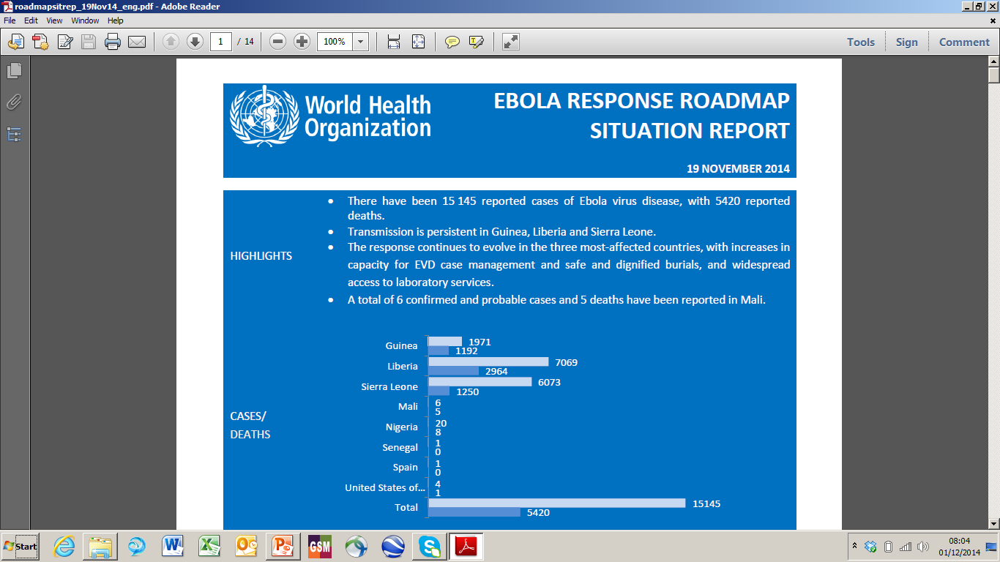 roadmapsitrep_19Nov14_eng.pdf - Adobe Reader
File Edit View Window Help
1 / 14 100% Tools Sign Comment
World Health
Organization
EBOLA RESPONSE ROADMAP
SITUATION REPORT
19 NOVEMBER 2014
HIGHLIGHTS
• There have been 15 145 reported cases of Ebola virus disease, with 5420 reported
deaths.
• Transmission is persistent in Guinea, Liberia and Sierra Leone.
• The response continues to evolve in the three most-affected countries, with increases in
capacity for EVD case management and safe and dignified burials, and widespread
access to laboratory services.
• A total of 6 confirmed and probable cases and 5 deaths have been reported in Mali.
CASES/
DEATHS
Guinea
1971
1192
Liberia
7069
2964
Sierra Leone
6073
1250
Mali
6
5
Nigeria
20
8
Senegal
1
0
Spain
1
0
United States of...
4
1
Total
15145
5420
Start
GSM
08:04
01/12/2014